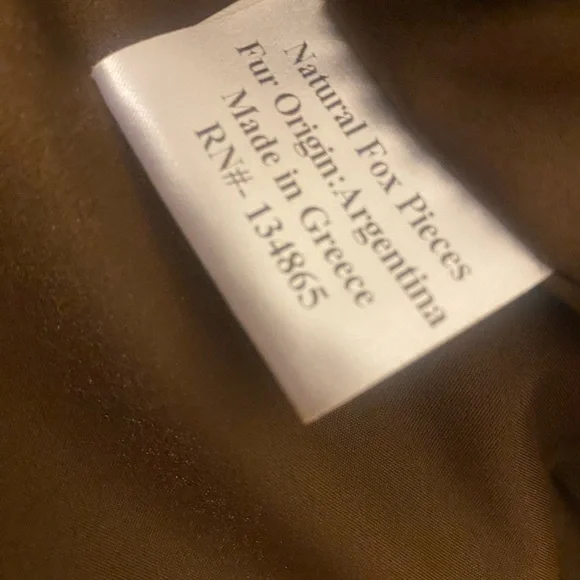 Natural Fox Pieces
Fur Origin:Argentina
Made in Greece
RN#- 134865